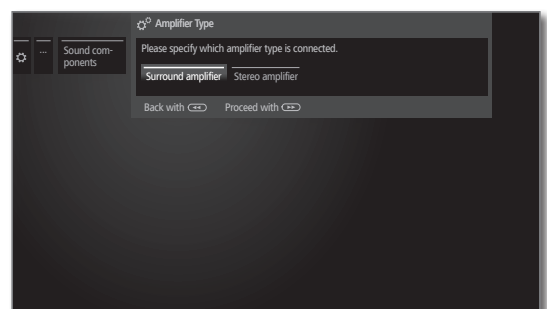 Amplifier Type
...
Sound com-
ponents
Please specify which amplifier type is connected.
Surround amplifier Stereo amplifier
Back with Proceed with